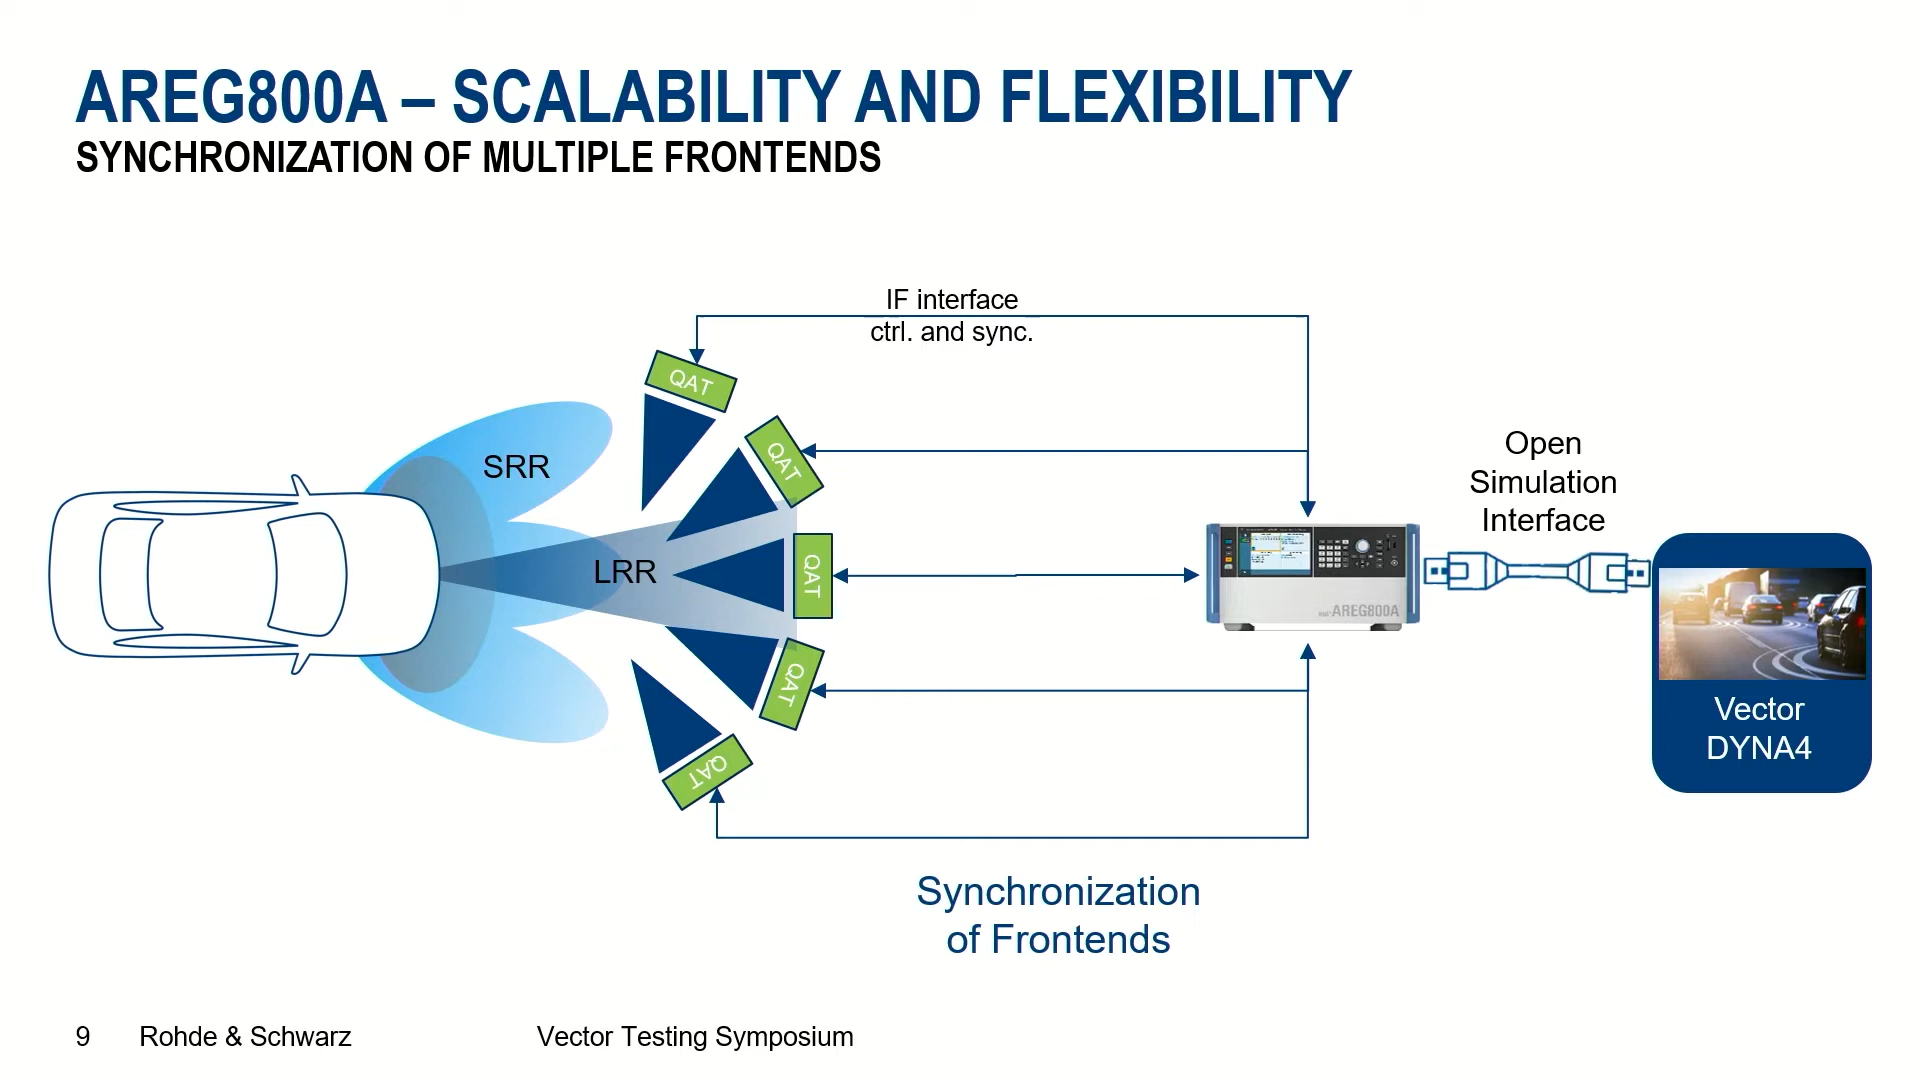 AREG800A – SCALABILITY AND FLEXIBILITY
SYNCHRONIZATION OF MULTIPLE FRONTENDS
IF interface
ctrl. and sync.
QAT
QAT
QAT
QAT
QAT
SRR
LRR
AREG800A
Open
Simulation
Interface
Vector
DYNA4
Synchronization
of Frontends
9 Rohde & Schwarz Vector Testing Symposium